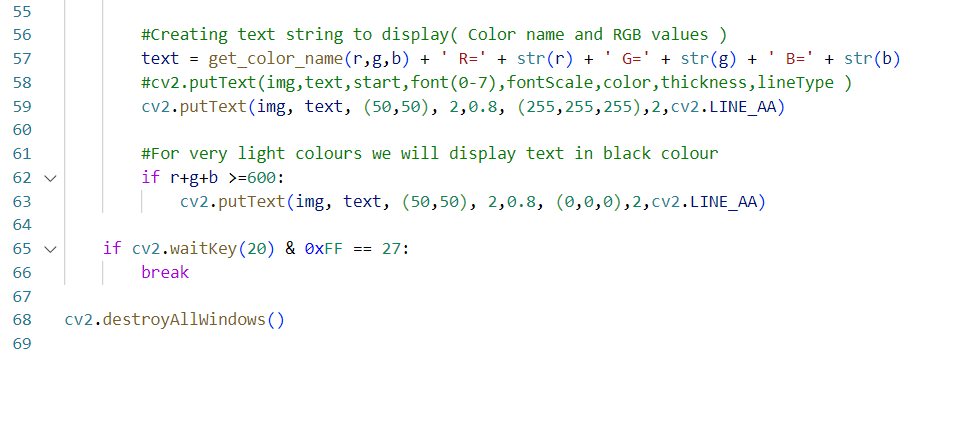 55
56 #Creating text string to display( Color name and RGB values )
57 text = get_color_name(r,g,b) + ' R=' + str(r) + ' G=' + str(g) + ' B=' + str(b)
58 #cv2.putText(img,text,start,font(0-7),fontScale,color,thickness,lineType )
59 cv2.putText(img, text, (50,50), 2,0.8, (255,255,255),2,cv2.LINE_AA)
60
61 #For very light colours we will display text in black colour
62 if r+g+b >=600:
63 cv2.putText(img, text, (50,50), 2,0.8, (0,0,0),2,cv2.LINE_AA)
64
65 if cv2.waitKey(20) & 0xFF == 27:
66 break
67
68 cv2.destroyAllWindows()
69